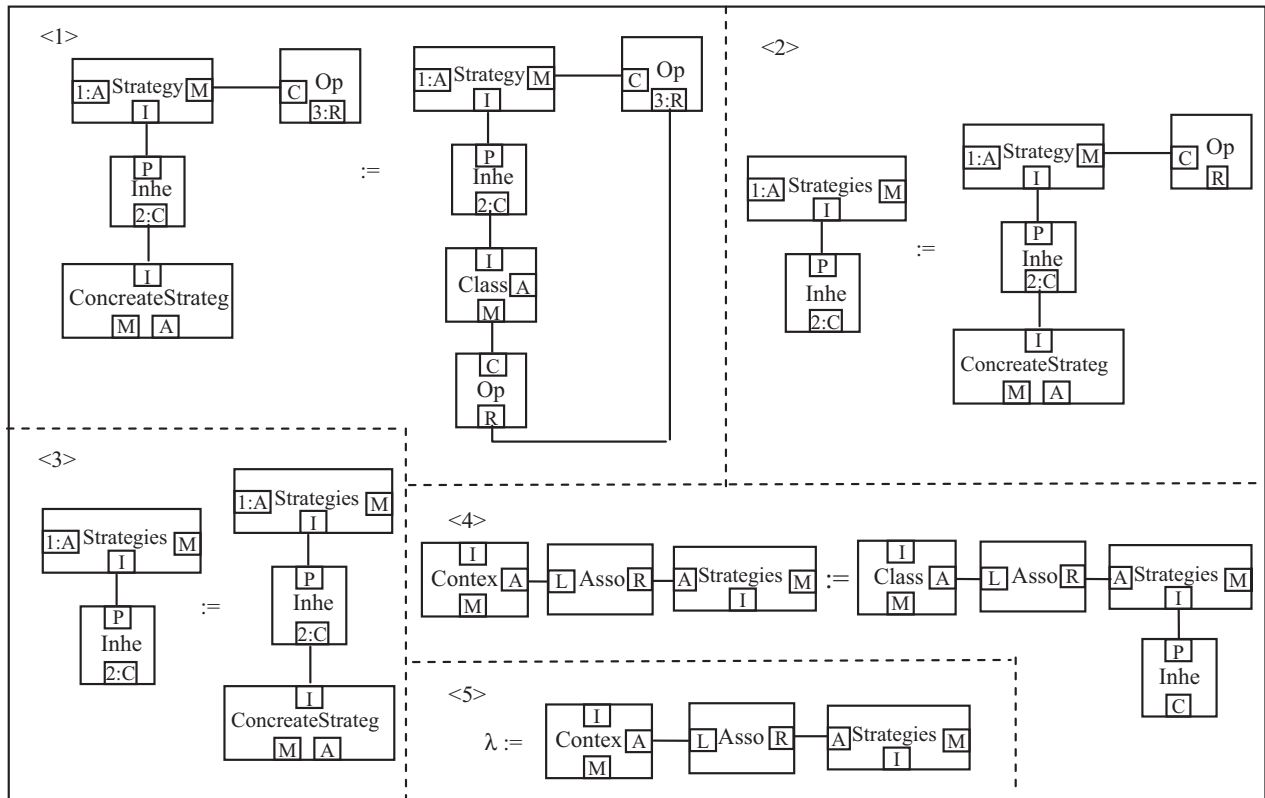 <1>
1:A Strategy M
I
C Op
3:R
P
Inhe
2:C
I
ConcreateStrateg
M A
:=
1:A Strategy M
I
C Op
3:R
P
Inhe
2:C
I
Class A
M
C
Op
R
<2>
1:A Strategies M
I
P
Inhe
2:C
:=
1:A Strategy M
I
C Op
R
P
Inhe
2:C
I
ConcreateStrateg
M A
<3>
1:A Strategies M
I
P
Inhe
2:C
:=
1:A Strategies M
I
P
Inhe
2:C
I
ConcreateStrateg
M A
<4>
I
Contex A
M
L Asso R
A Strategies M
I
:=
I
Class A
M
L Asso R
A Strategies M
I
P
Inhe
C
<5>
λ :=
I
Contex A
M
L Asso R
A Strategies M
I